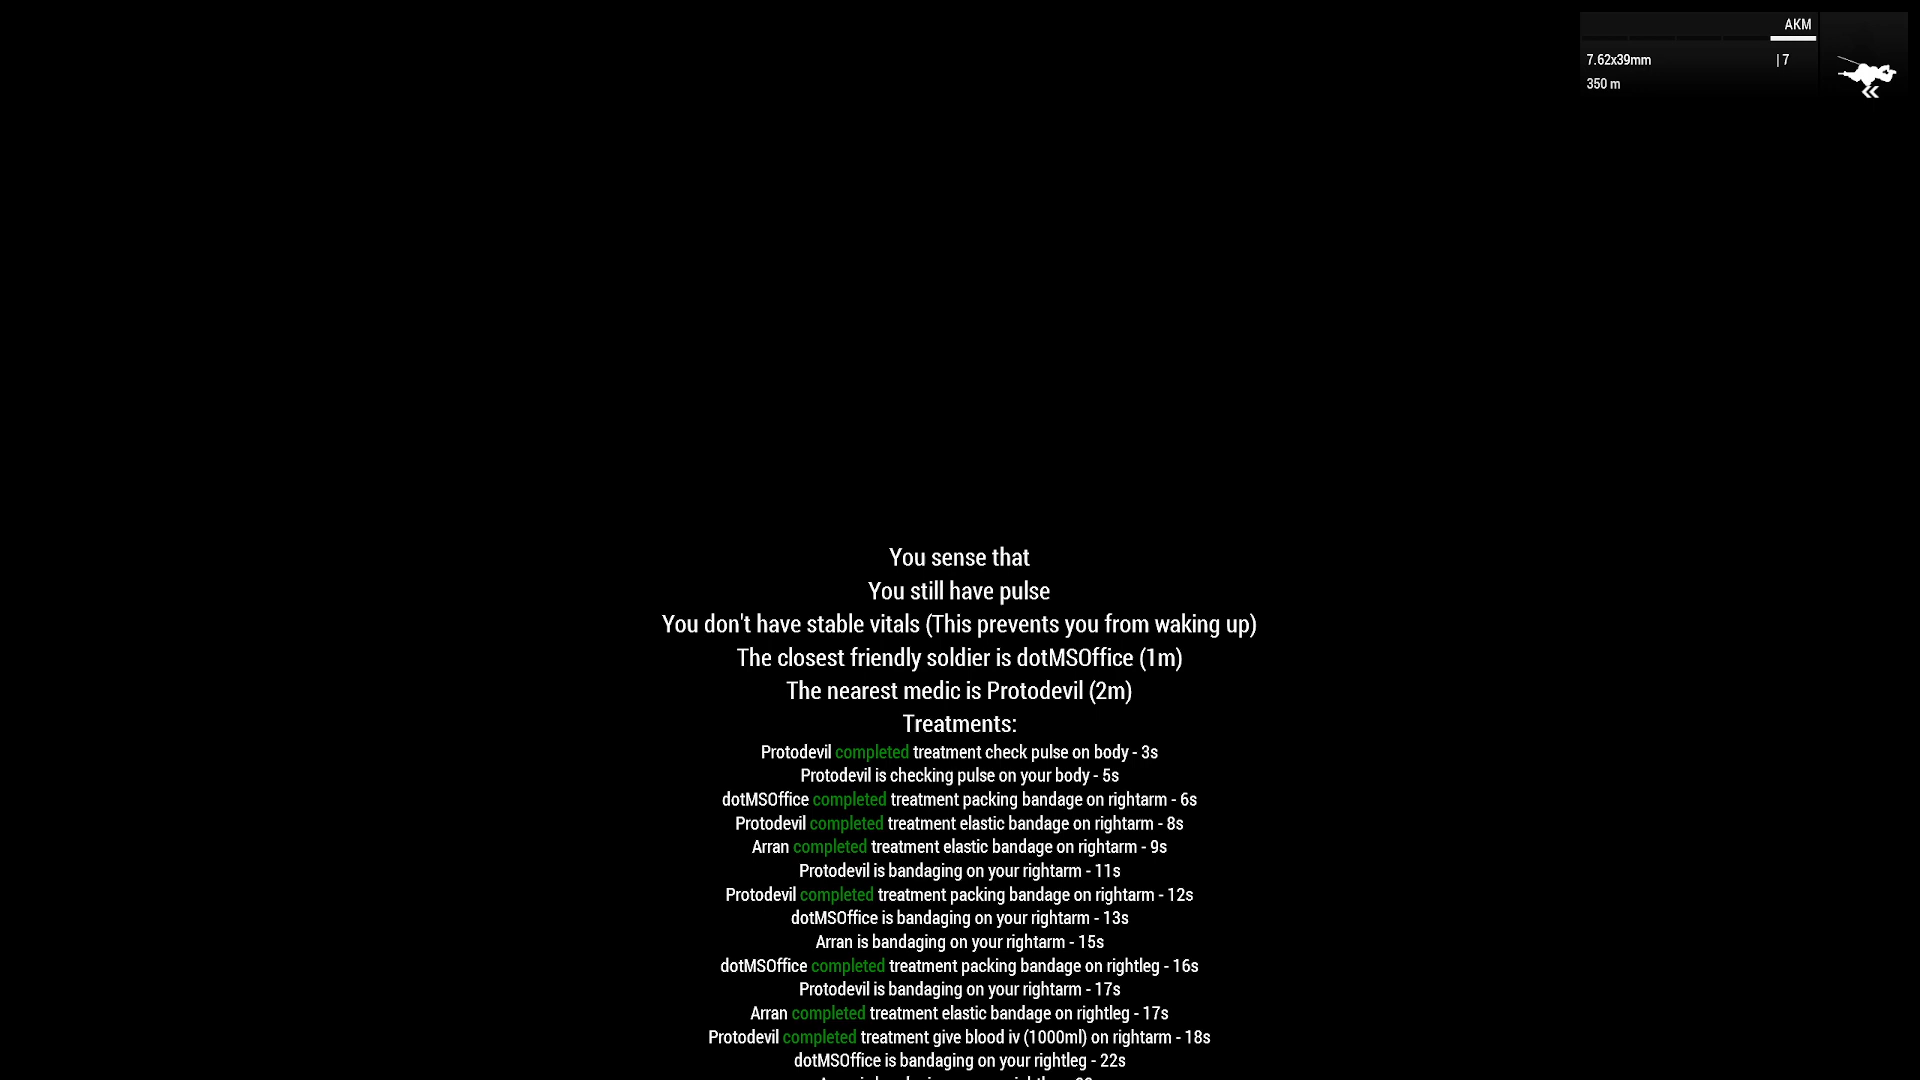 AKM
7.62x39mm | 7
350 m
You sense that
You still have pulse
You don't have stable vitals (This prevents you from waking up)
The closest friendly soldier is dotMSOffice (1m)
The nearest medic is Protodevil (2m)
Treatments:
Protodevil completed treatment check pulse on body - 3s
Protodevil is checking pulse on your body - 5s
dotMSOffice completed treatment packing bandage on rightarm - 6s
Protodevil completed treatment elastic bandage on rightarm - 8s
Arran completed treatment elastic bandage on rightarm - 9s
Protodevil is bandaging on your rightarm - 11s
Protodevil completed treatment packing bandage on rightarm - 12s
dotMSOffice is bandaging on your rightarm - 13s
Arran is bandaging on your rightarm - 15s
dotMSOffice completed treatment packing bandage on rightleg - 16s
Protodevil is bandaging on your rightarm - 17s
Arran completed treatment elastic bandage on rightleg - 17s
Protodevil completed treatment give blood iv (1000ml) on rightarm - 18s
dotMSOffice is bandaging on your rightleg - 22s